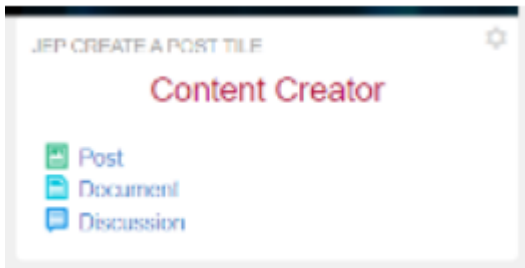 JEP CREATE A POST TILE
Content Creator
Post
Document
Discussion